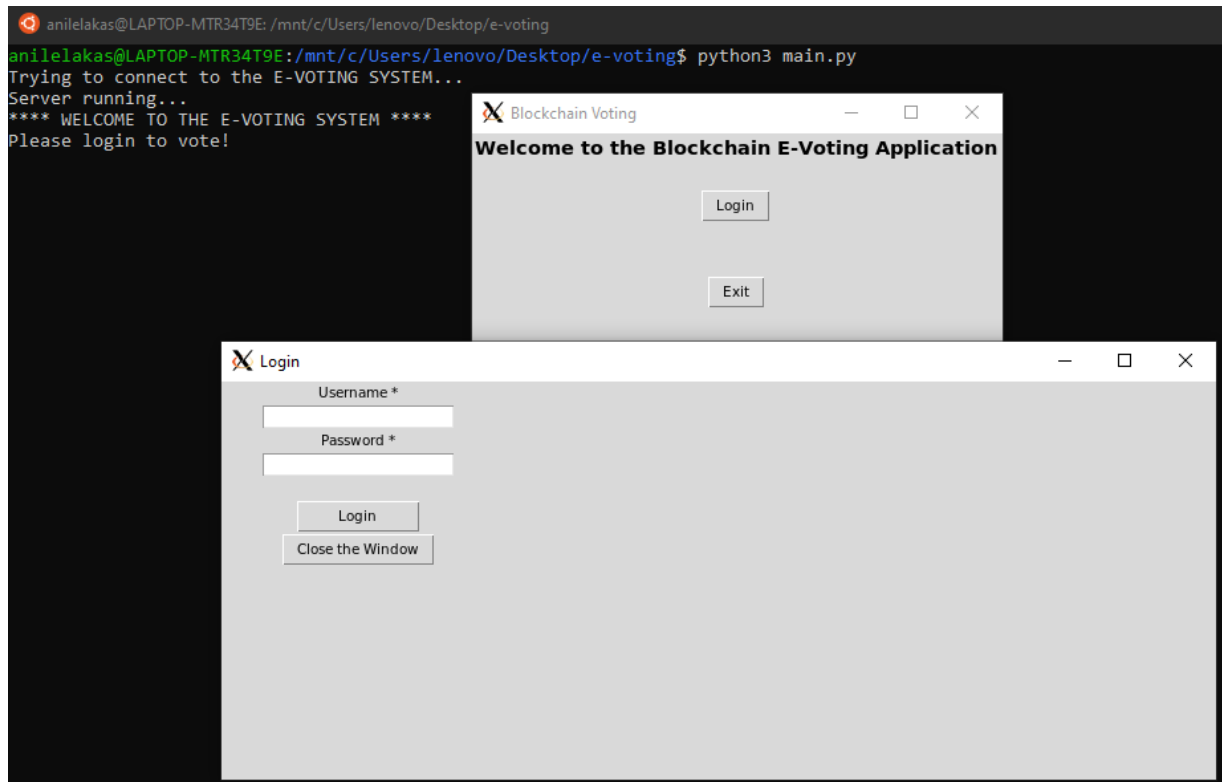 anilelakas@LAPTOP-MTR34T9E: /mnt/c/Users/lenovo/Desktop/e-voting
anilelakas@LAPTOP-MTR34T9E:/mnt/c/Users/lenovo/Desktop/e-voting$ python3 main.py
Trying to connect to the E-VOTING SYSTEM...
Server running...
**** WELCOME TO THE E-VOTING SYSTEM ****
Please login to vote!
Blockchain Voting
Welcome to the Blockchain E-Voting Application
Login
Exit
Login
Username *
Password *
Login
Close the Window